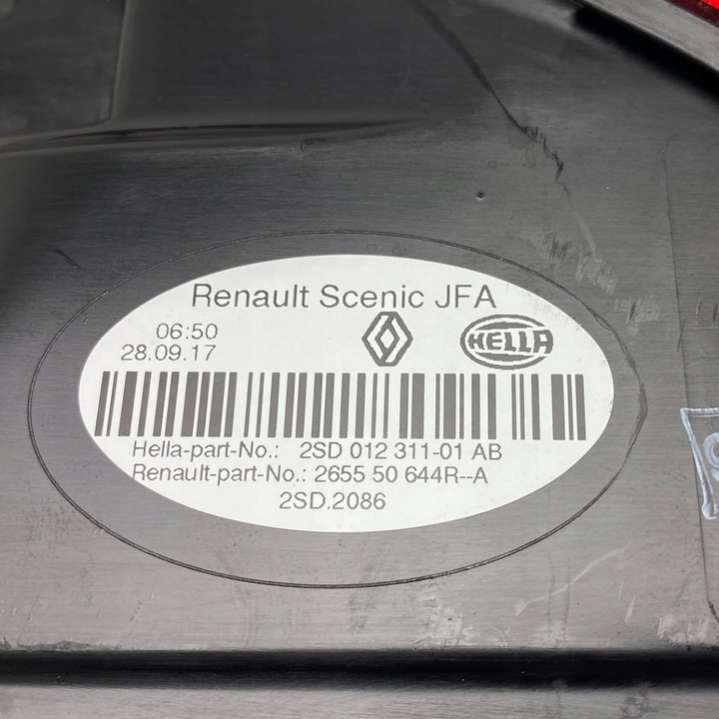 Renault Scenic JFA
06:50
28.09.17
HELLA
Hella-part-No.: 2SD 012 311-01 AB
Renault-part-No.: 2655 50 644R--A
2SD.2086